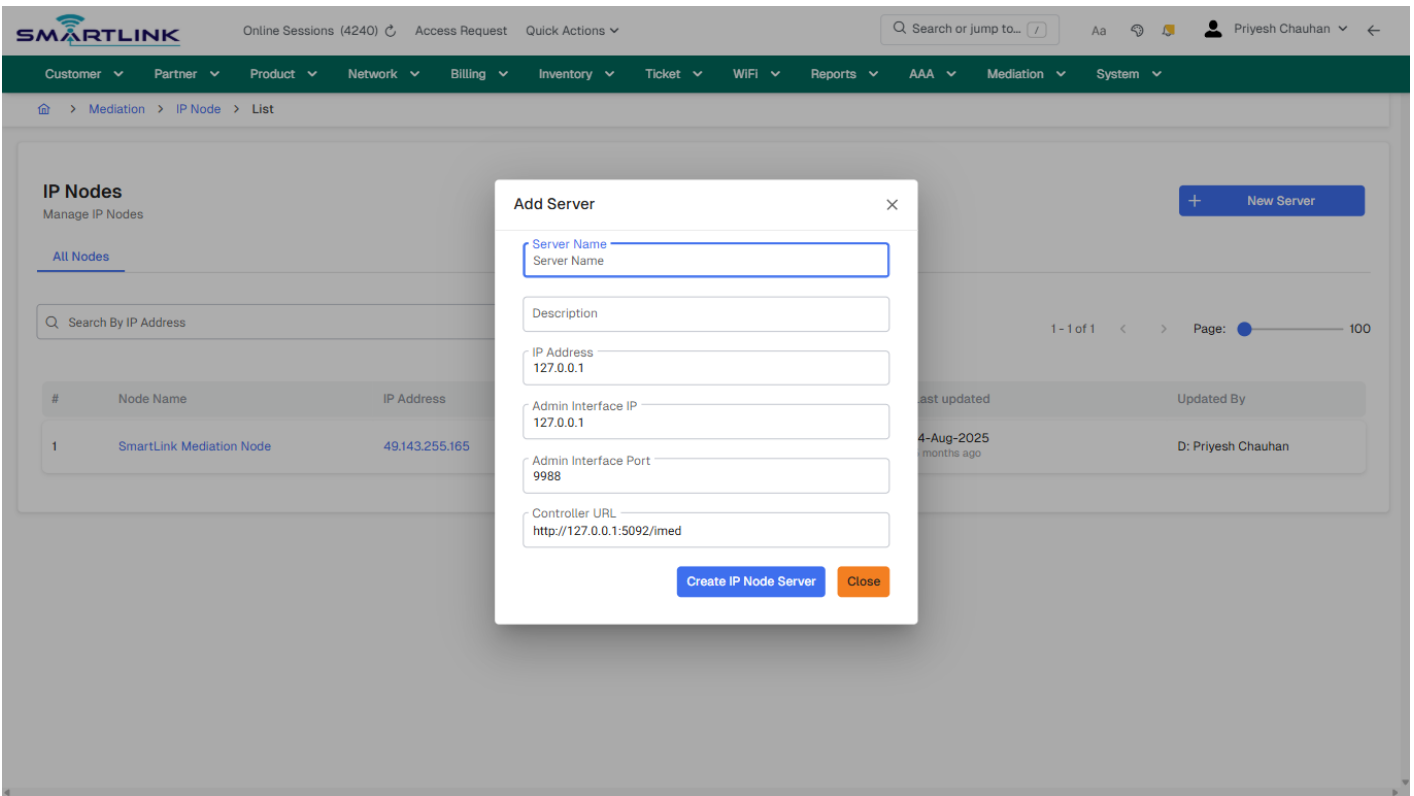 SMARTLINK
Online Sessions (4240) Access Request Quick Actions
Search or jump to... /
Aa
Priyesh Chauhan
Customer Partner Product Network Billing Inventory Ticket WiFi Reports AAA Mediation System
Mediation > IP Node > List
IP Nodes
Manage IP Nodes
+ New Server
All Nodes
Search By IP Address
1 - 1 of 1 < > Page: 100
# Node Name IP Address ast updated Updated By
1 SmartLink Mediation Node 49.143.255.165 4-Aug-2025 D: Priyesh Chauhan
months ago
Add Server
Server Name
Server Name
Description
IP Address
127.0.0.1
Admin Interface IP
127.0.0.1
Admin Interface Port
9988
Controller URL
http://127.0.0.1:5092/imed
Create IP Node Server Close